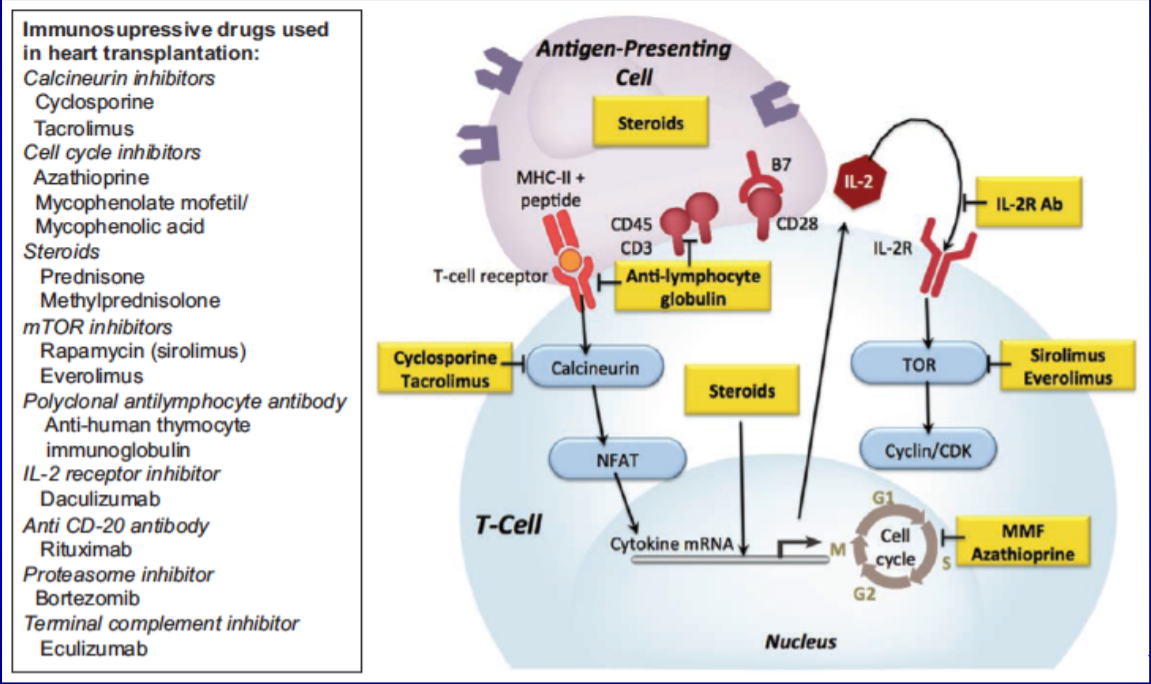 Immunosupressive drugs used
in heart transplantation:
Calcineurin inhibitors
Cyclosporine
Tacrolimus
Cell cycle inhibitors
Azathioprine
Mycophenolate mofetil/
Mycophenolic acid
Steroids
Prednisone
Methylprednisolone
mTOR inhibitors
Rapamycin (sirolimus)
Everolimus
Polyclonal antilymphocyte antibody
Anti-human thymocyte
immunoglobulin
IL-2 receptor inhibitor
Daculizumab
Anti CD-20 antibody
Rituximab
Proteasome inhibitor
Bortezomib
Terminal complement inhibitor
Eculizumab
Antigen-Presenting
Cell
Steroids
MHC-II +
peptide
B7
CD45
CD3
CD28
T-cell receptor
Anti-lymphocyte
globulin
IL-2
IL-2R Ab
IL-2R
Cyclosporine
Tacrolimus
Calcineurin
Steroids
TOR
Sirolimus
Everolimus
NFAT
Cyclin/CDK
T-Cell
Cytokine mRNA
G1
M
Cell
cycle
S
G2
MMF
Azathioprine
Nucleus